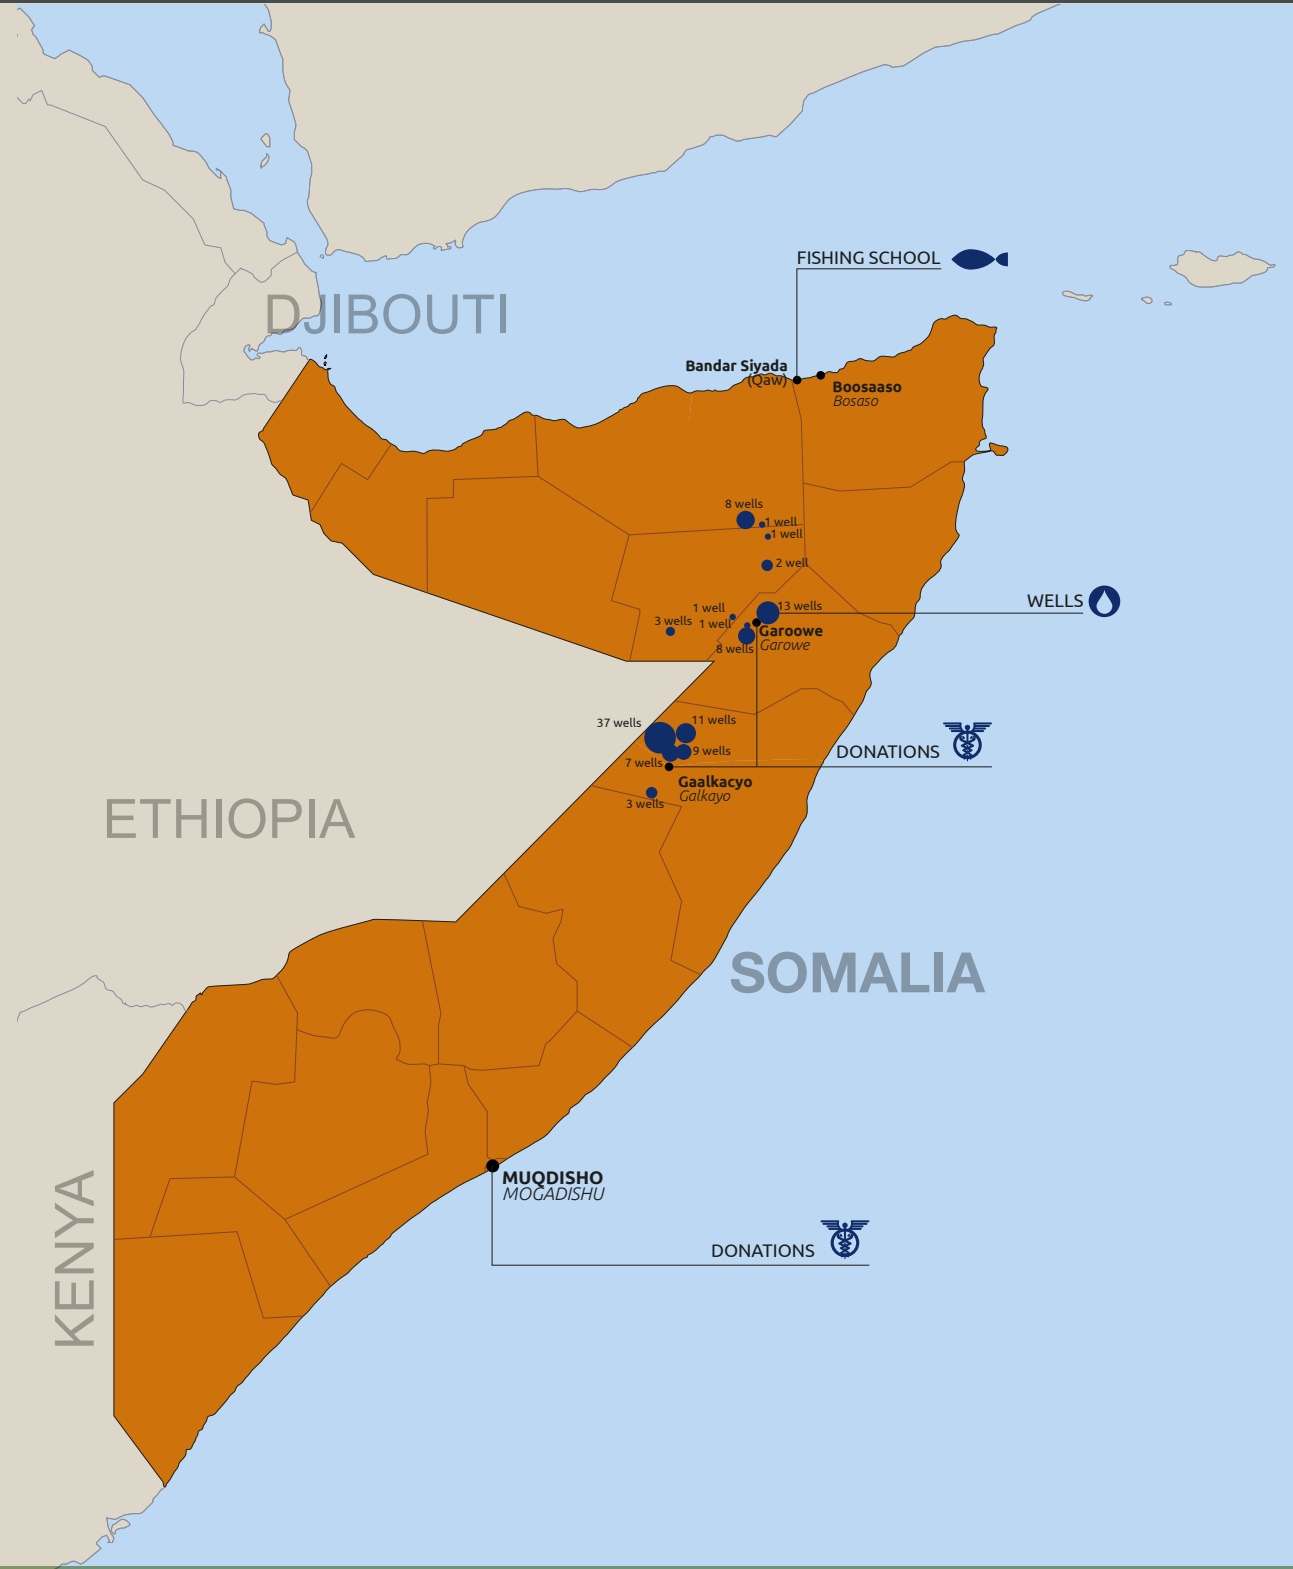 FISHING SCHOOL
DJIBOUTI
Bandar Siyada
(Qaw)
Boosaaso
Bosaso
8 wells
1 well
1 well
2 well
WELLS
1 well
13 wells
3 wells
1 well
Garoowe
Garowe
8 wells
37 wells
11 wells
9 wells
DONATIONS
7 wells
Gaalkacyo
Galkayo
3 wells
ETHIOPIA
SOMALIA
MUQDISHO
MOGADISHU
KENYA
DONATIONS